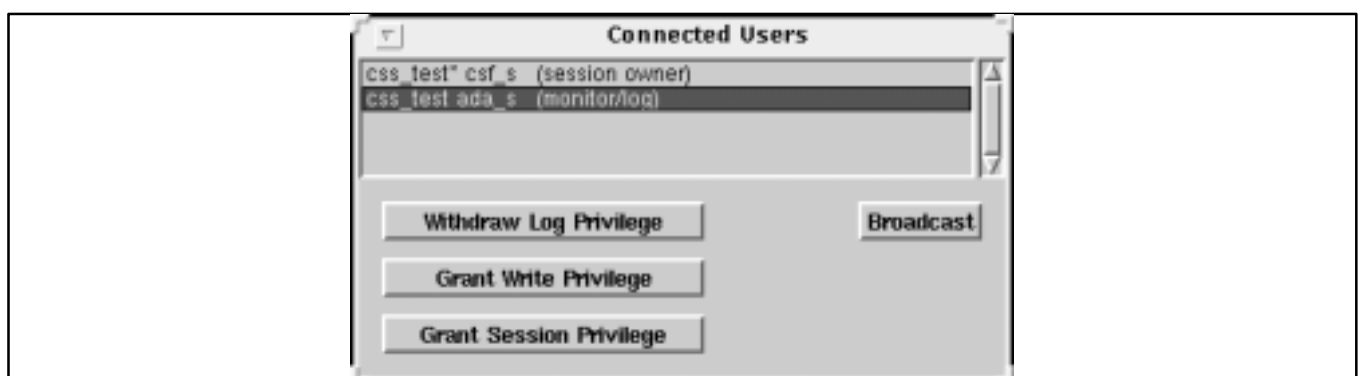 Connected Users
css_test* csf_s (session owner)
css_test ada_s (monitor/log)
Withdraw Log Privilege
Broadcast
Grant Write Privilege
Grant Session Privilege